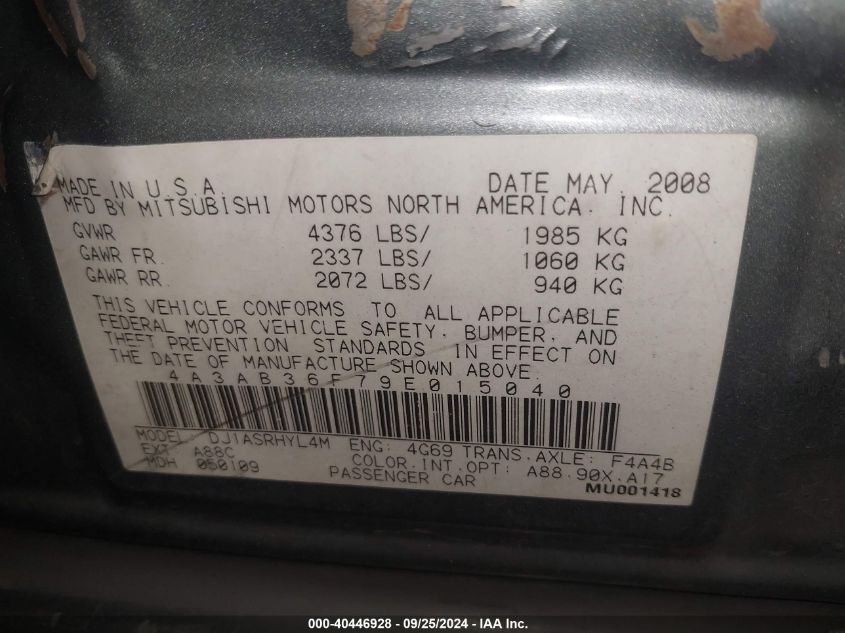 MADE IN U.S.A. DATE MAY. 2008
MFD BY MITSUBISHI MOTORS NORTH AMERICA. INC.
GVWR 4376 LBS/ 1985 KG
GAWR FR. 2337 LBS/ 1060 KG
GAWR RR. 2072 LBS/ 940 KG
THIS VEHICLE CONFORMS TO ALL APPLICABLE
FEDERAL MOTOR VEHICLE SAFETY, BUMPER, AND
THEFT PREVENTION STANDARDS IN EFFECT ON
THE DATE OF MANUFACTURE SHOWN ABOVE.
4A3AB36F79E015040
MODEL: DJ1ASRHYL4M ENG: 4G69 TRANS.AXLE: F4A4B
EXT A88C COLOR.INT.OPT: A88.90X.A17
MDH 050109 PASSENGER CAR
MU001418
000-40446928 - 09/25/2024 - IAA Inc.